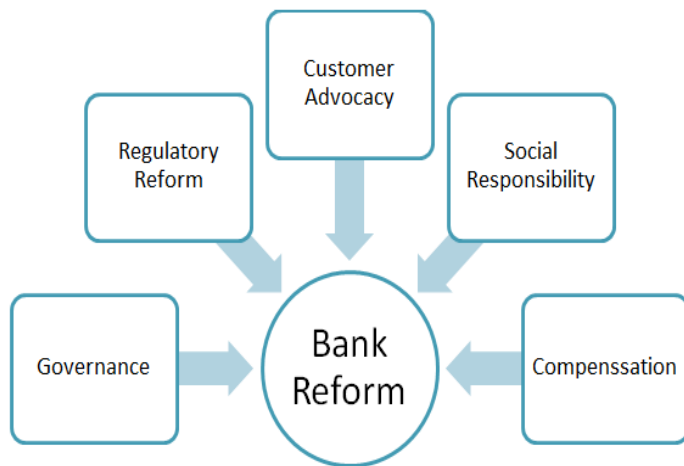 Customer
Advocacy
Regulatory
Reform
Social
Responsibility
Governance
Bank
Reform
Compenssation